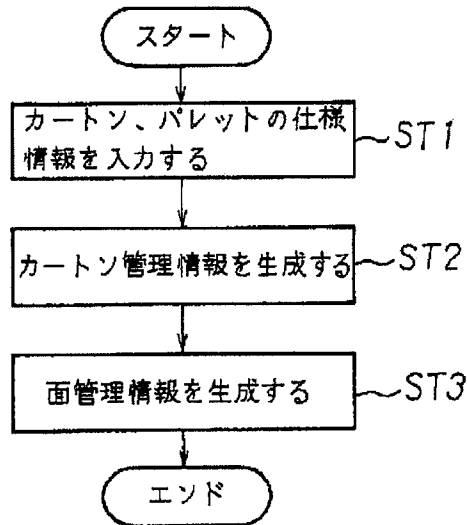 スタート
カートン、パレットの仕様
情報を入力する
ST1
カートン管理情報を生成する
ST2
面管理情報を生成する
ST3
エンド